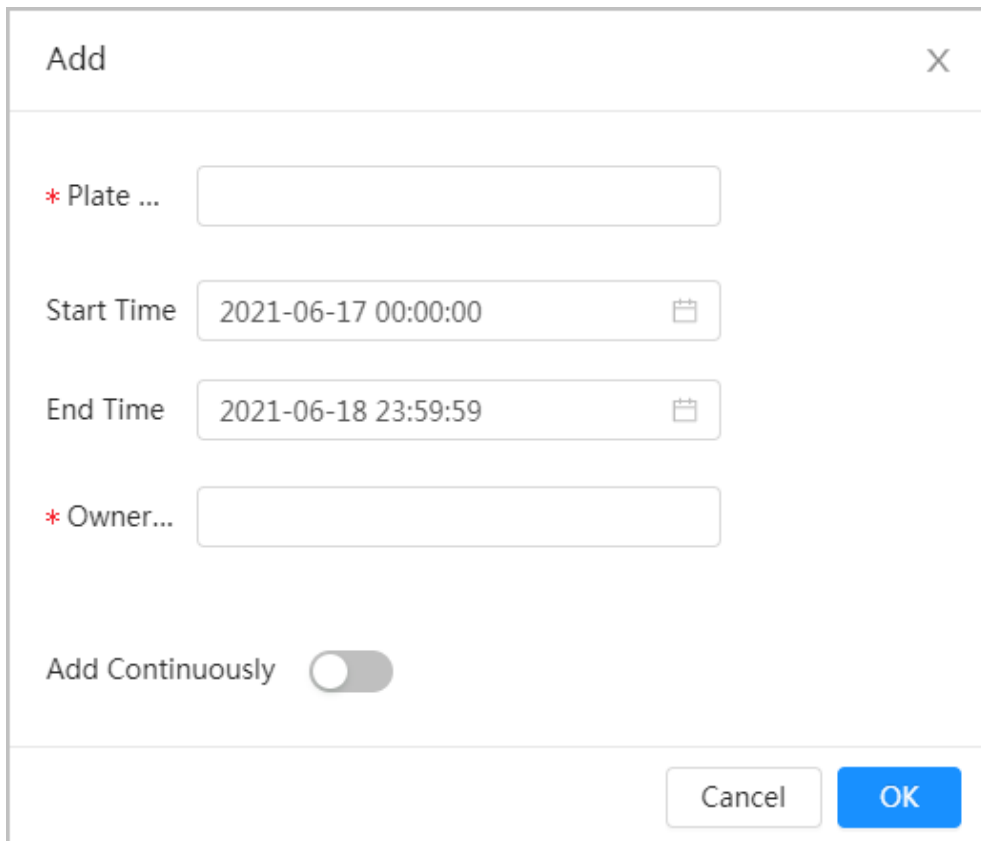 Add
* Plate ...
Start Time 2021-06-17 00:00:00
End Time 2021-06-18 23:59:59
* Owner...
Add Continuously
Cancel OK